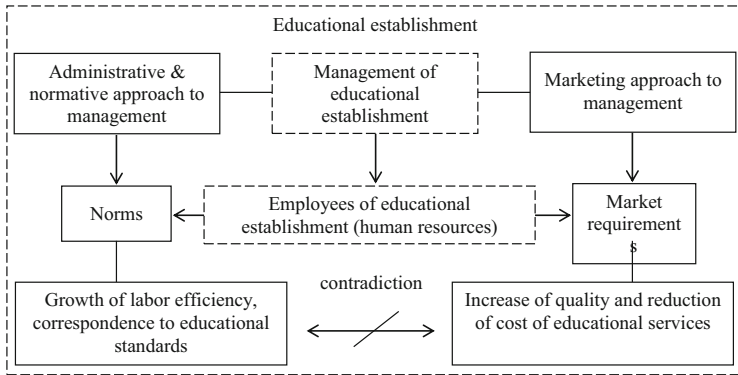 Educational establishment
Administrative &
normative approach to
management
Management of
educational
establishment
Marketing approach to
management
Norms
Employees of educational
establishment (human resources)
Market
requirement
s
Growth of labor efficiency,
correspondence to educational
standards
contradiction
Increase of quality and reduction
of cost of educational services